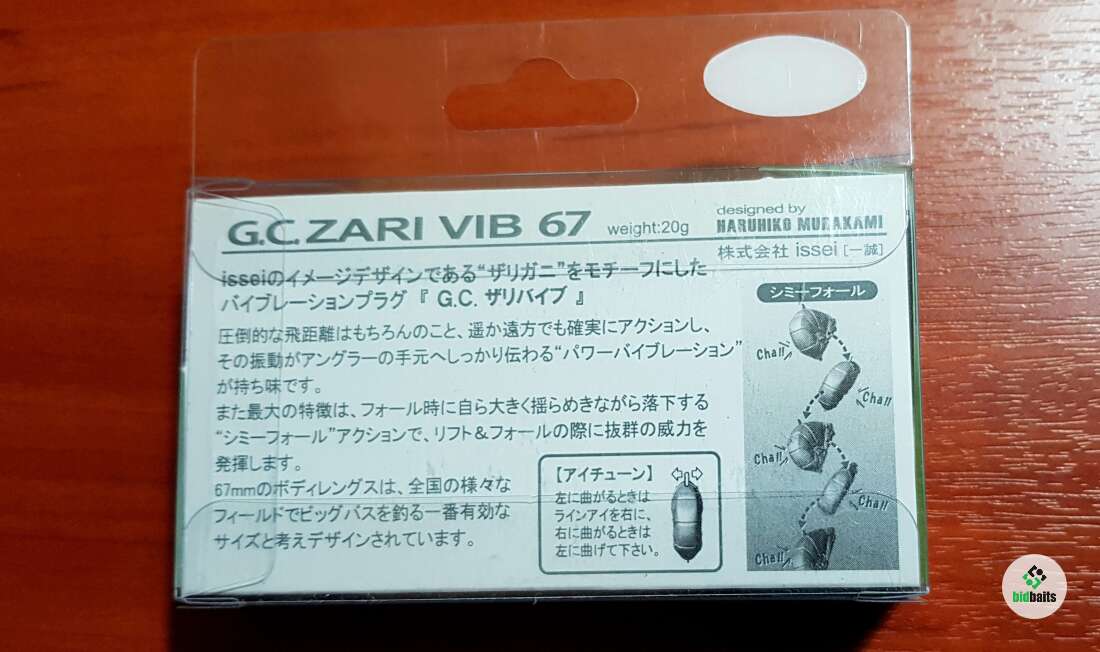 G.C. ZARI VIB 67 weight:20g
designed by
HARUHIKO MURAKAMI
株式会社 issei [一誠]
isseiのイメージデザインである“ザリガニ”をモチーフにした
バイブレーションプラグ『 G.C. ザリバイブ 』
圧倒的な飛距離はもちろんのこと、遥か遠方でも確実にアクションし、
その振動がアングラーの手元へしっかり伝わる“パワーバイブレーション”
が持ち味です。
また最大の特徴は、フォール時に自ら大きく揺らめきながら落下する
“シミーフォール”アクションで、リフト&フォールの際に抜群の威力を
発揮します。
67mmのボディレングスは、全国の様々な
フィールドでビッグバスを釣る一番有効な
サイズと考えデザインされています。
【アイチューン】
左に曲がるときは
ラインアイを右に、
右に曲がるときは
左に曲げて下さい。
シミーフォール
Cha!!
Cha!!
Cha!!
Cha!!
Cha!!
bidbaits